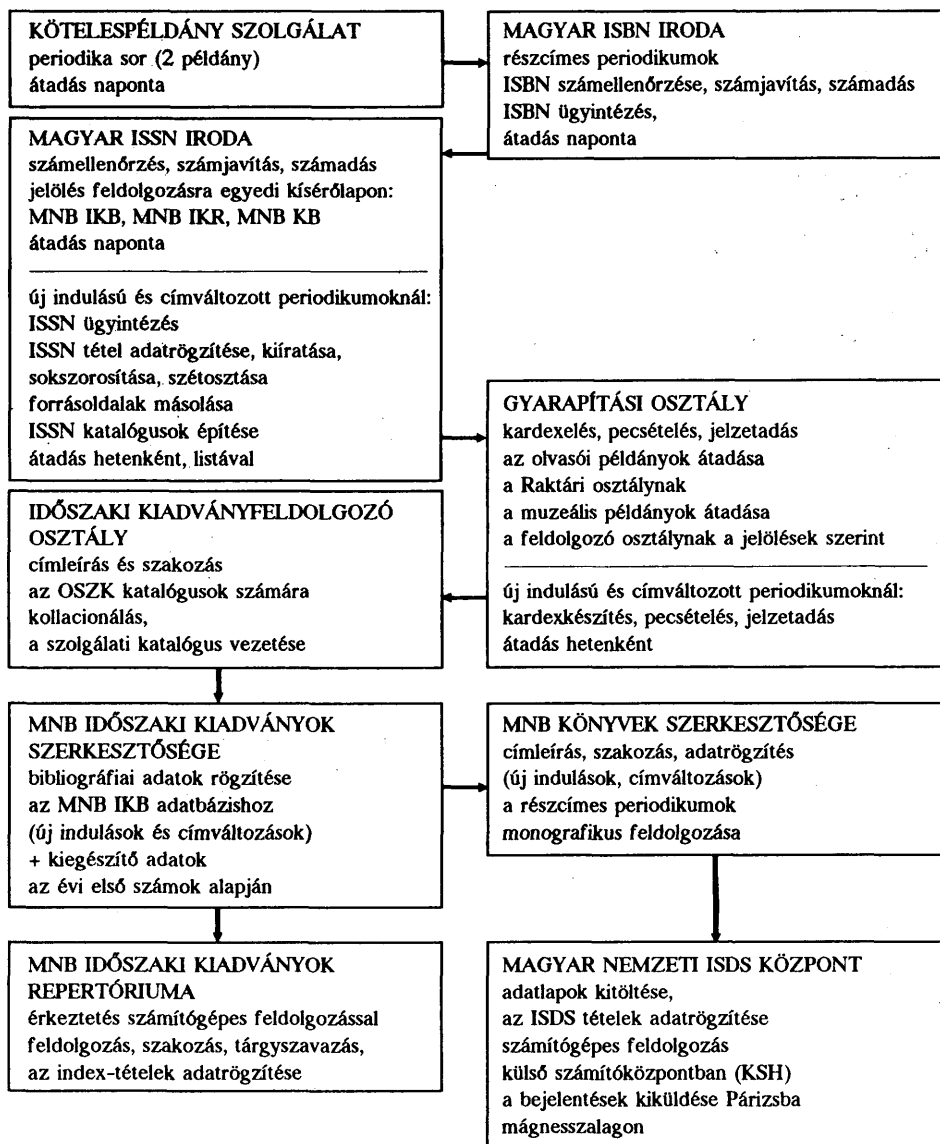 KÖTELESPÉLDÁNY SZOLGÁLAT
periodika sor (2 példány)
átadás naponta
MAGYAR ISBN IRODA
részcímes periodikumok
ISBN számellenőrzése, számjavítás, számadás
ISBN ügyintézés,
átadás naponta
MAGYAR ISSN IRODA
számellenőrzés, számjavítás, számadás
jelölés feldolgozásra egyedi kísérőlapon:
MNB IKB, MNB IKR, MNB KB
átadás naponta
új indulású és címváltozott periodikumoknál:
ISSN ügyintézés
ISSN tétel adatrögzítése, kiíratása,
sokszorosítása, szétosztása
forrásoldalak másolása
ISSN katalógusok építése
átadás hetenként, listával
GYARAPÍTÁSI OSZTÁLY
kardexelés, pecsételés, jelzetadás
az olvasói példányok átadása
a Raktári osztálynak
a muzeális példányok átadása
a feldolgozó osztálynak a jelölések szerint
új indulású és címváltozott periodikumoknál:
kardexkészítés, pecsételés, jelzetadás
átadás hetenként
IDŐSZAKI KIADVÁNYFELDOLGOZÓ
OSZTÁLY
címleírás és szakozás
az OSZK katalógusok számára
kollacionálás,
a szolgálati katalógus vezetése
MNB IDŐSZAKI KIADVÁNYOK
SZERKESZTŐSÉGE
bibliográfiai adatok rögzítése
az MNB IKB adatbázishoz
(új indulások és címváltozások)
+ kiegészítő adatok
az évi első számok alapján
MNB KÖNYVEK SZERKESZTŐSÉGE
címleírás, szakozás, adatrögzítés
(új indulások, címváltozások)
a részcímes periodikumok
monografikus feldolgozása
MNB IDŐSZAKI KIADVÁNYOK
REPERTÓRIUMA
érkeztetés számítógépes feldolgozással
feldolgozás, szakozás, tárgyszavazás,
az index-tételek adatrögzítése
MAGYAR NEMZETI ISDS KÖZPONT
adatlapok kitöltése,
az ISDS tételek adatrögzítése
számítógépes feldolgozás
külső számítóközpontban (KSH)
a bejelentések kiküldése Párizsba
mágnesszalagon